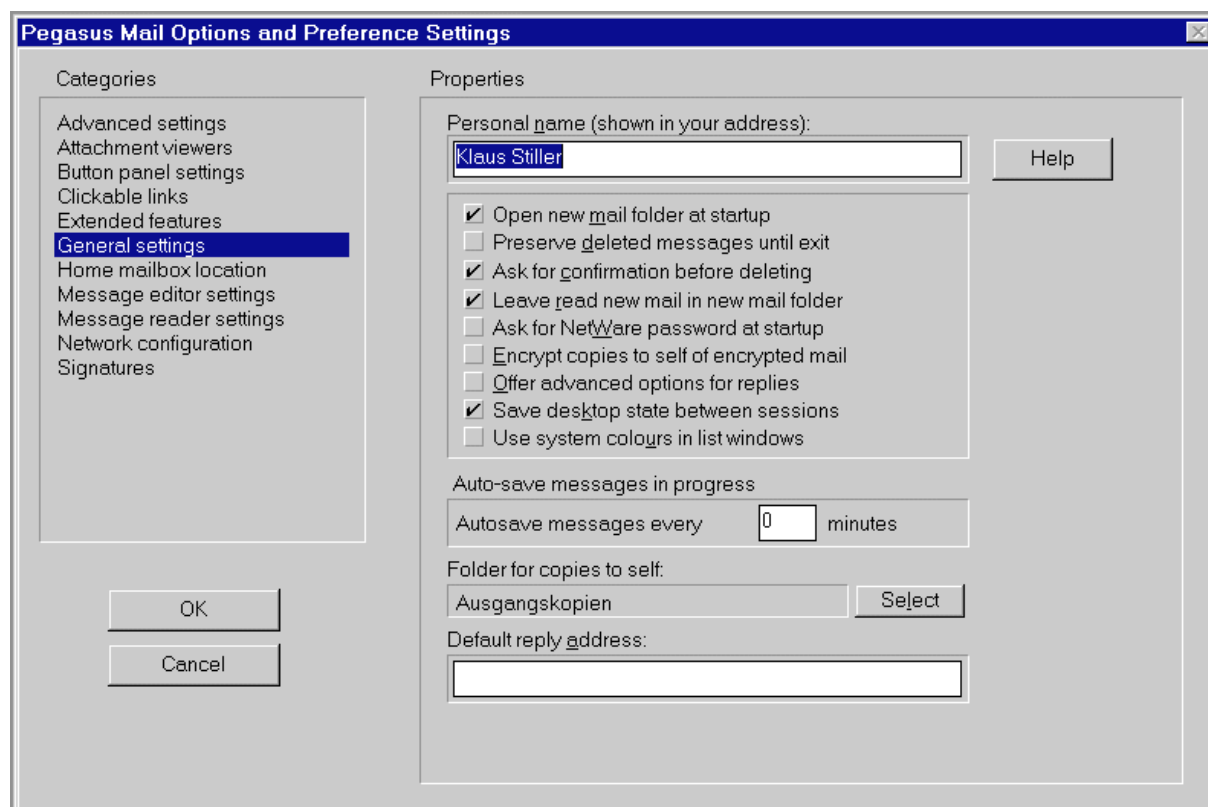 Pegasus Mail Options and Preference Settings
Categories
Advanced settings
Attachment viewers
Button panel settings
Clickable links
Extended features
General settings
Home mailbox location
Message editor settings
Message reader settings
Network configuration
Signatures
OK
Cancel
Properties
Personal name (shown in your address):
Klaus Stiller
Help
Open new mail folder at startup
Preserve deleted messages until exit
Ask for confirmation before deleting
Leave read new mail in new mail folder
Ask for NetWare password at startup
Encrypt copies to self of encrypted mail
Offer advanced options for replies
Save desktop state between sessions
Use system colours in list windows
Auto-save messages in progress
Autosave messages every 0 minutes
Folder for copies to self:
Ausgangskopien Select
Default reply address: